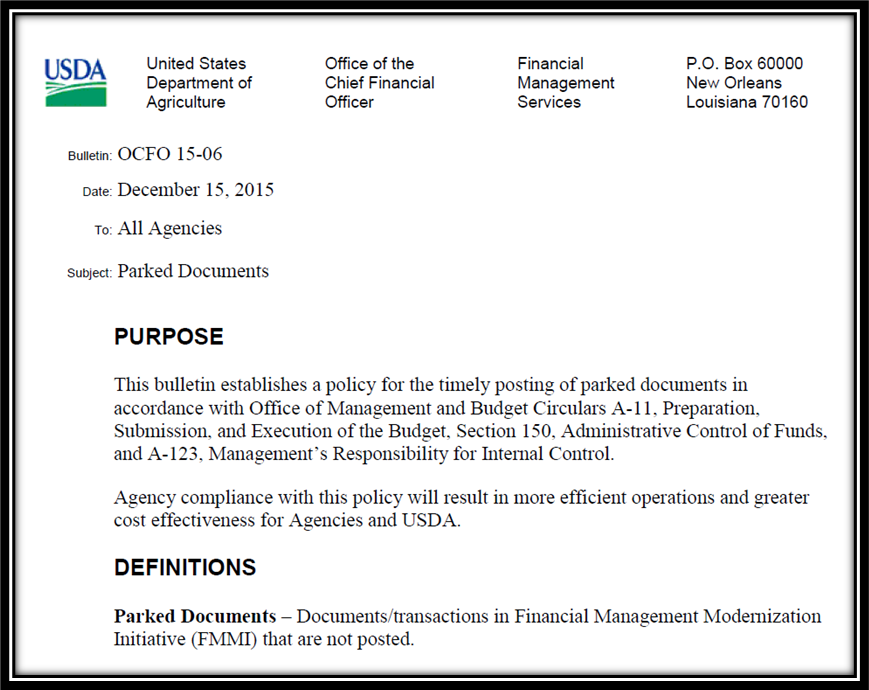 USDA
United States
Department of
Agriculture
Office of the
Chief Financial
Officer
Financial
Management
Services
P.O. Box 60000
New Orleans
Louisiana 70160
Bulletin: OCFO 15-06
Date: December 15, 2015
To: All Agencies
Subject: Parked Documents
PURPOSE
This bulletin establishes a policy for the timely posting of parked documents in
accordance with Office of Management and Budget Circulars A-11, Preparation,
Submission, and Execution of the Budget, Section 150, Administrative Control of Funds,
and A-123, Management’s Responsibility for Internal Control.
Agency compliance with this policy will result in more efficient operations and greater
cost effectiveness for Agencies and USDA.
DEFINITIONS
Parked Documents – Documents/transactions in Financial Management Modernization
Initiative (FMMI) that are not posted.